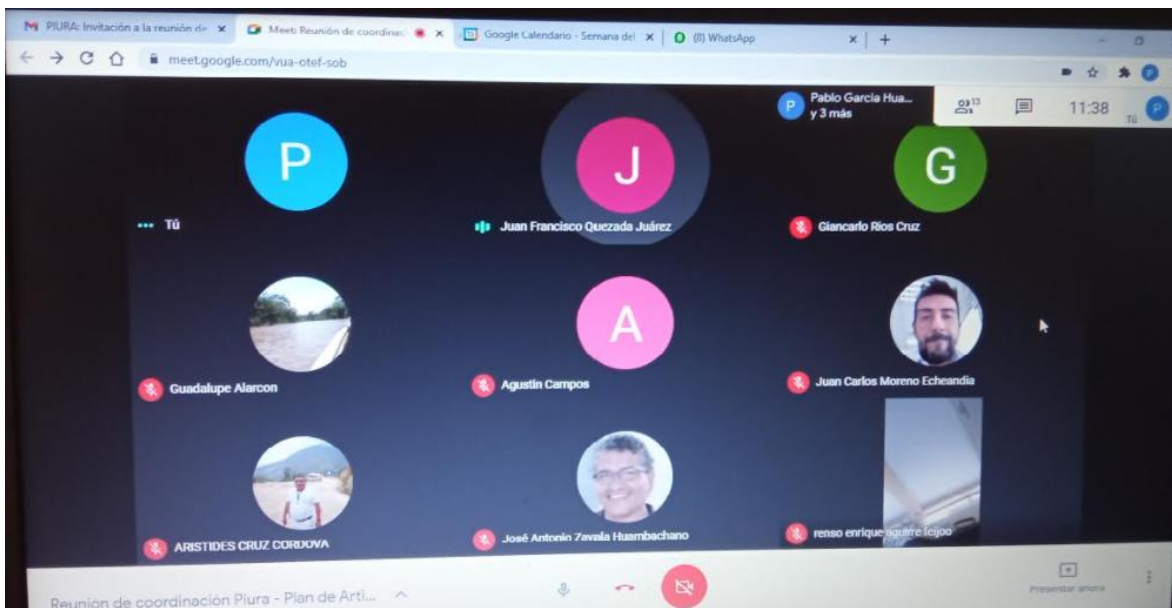 PIURA: Invitación a la reunión de
Meet: Reunión de coordinac
Google Calendario - Semana del
(8) WhatsApp
meet.google.com/vua-otef-sob
P
Pablo Garcia Hua...
y 3 más
13
11:38
Tú
P
P
J
G
Tú
Juan Francisco Quezada Juárez
Giancarlo Rios Cruz
A
Guadalupe Alarcon
Agustin Campos
Juan Carlos Moreno Echeandia
ARISTIDES CRUZ CORDOVA
José Antonio Zavala Huambachano
renso enrique aguirre feijoo
Reunión de coordinación Piura - Plan de Arti...
Presentar ahora